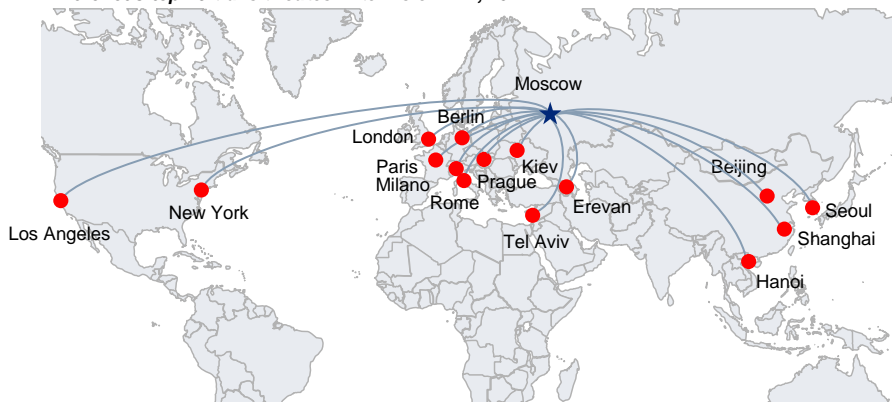 Moscow
Berlin
London
Paris
Kiev
Beijing
Milano
Prague
Rome
Erevan
Seoul
New York
Los Angeles
Tel Aviv
Shanghai
Hanoi